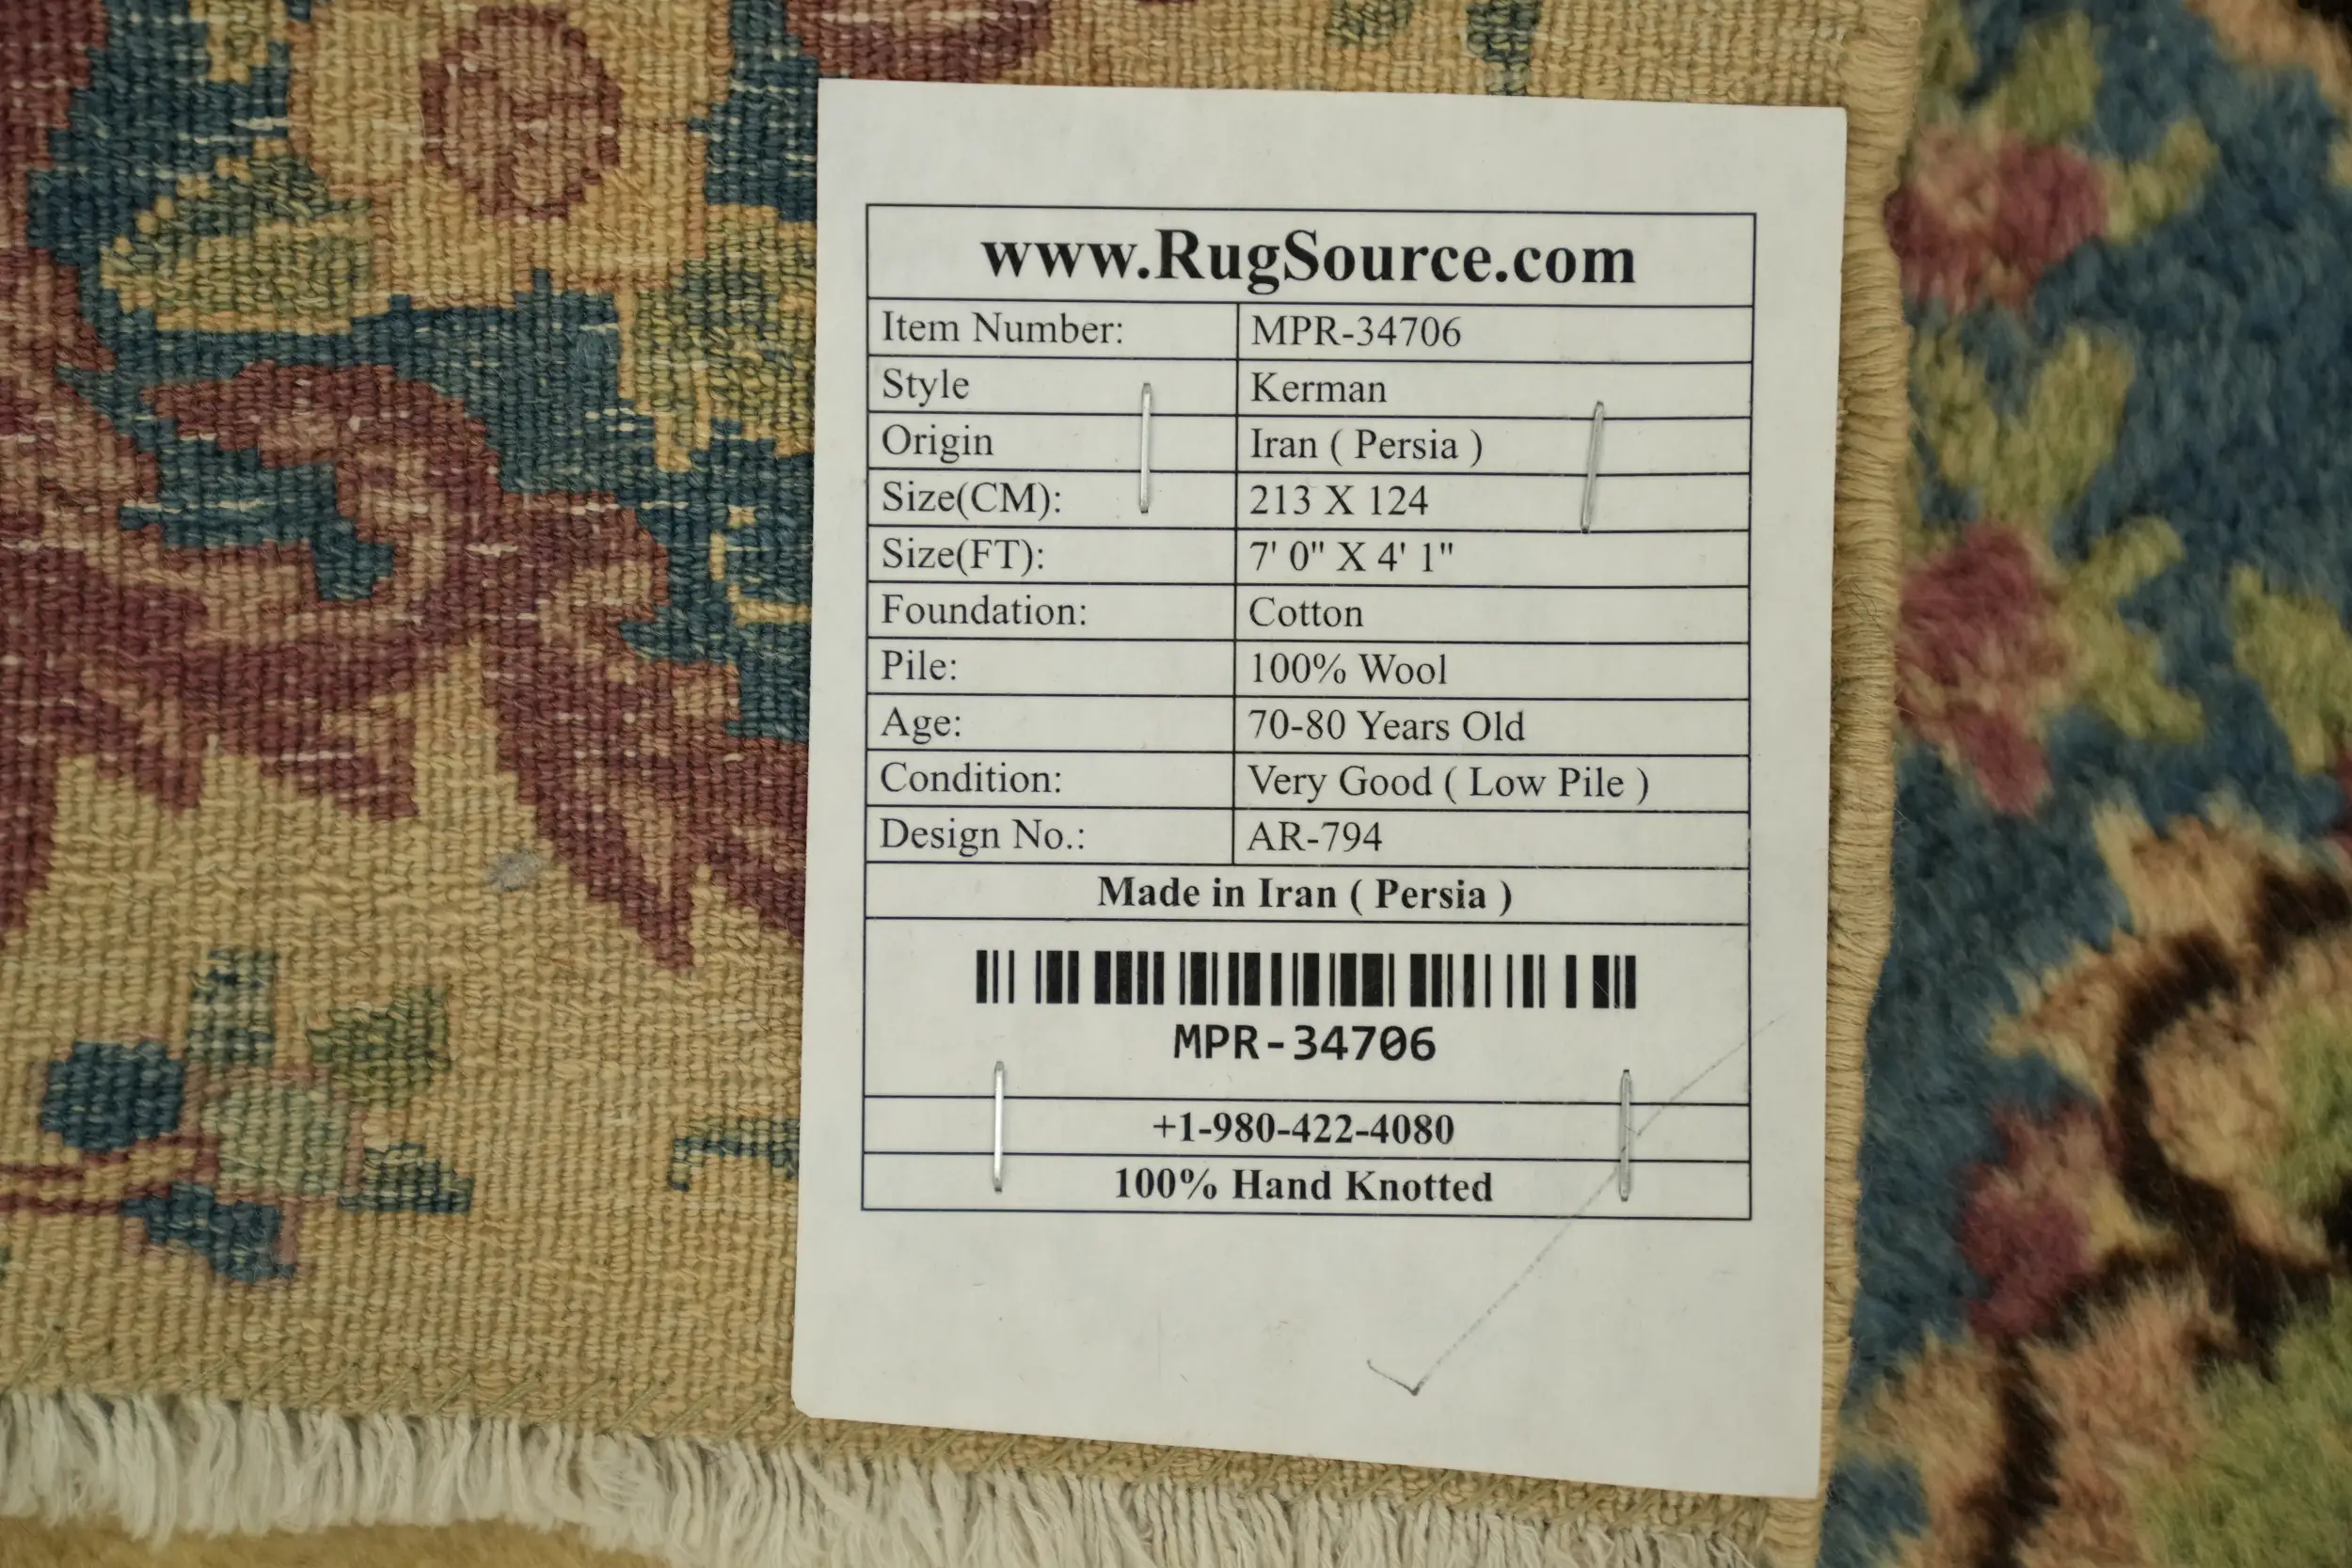 www.RugSource.com
Item Number: MPR-34706
Style Kerman
Origin Iran ( Persia )
Size(CM): 213 X 124
Size(FT): 7' 0" X 4' 1"
Foundation: Cotton
Pile: 100% Wool
Age: 70-80 Years Old
Condition: Very Good ( Low Pile )
Design No.: AR-794
Made in Iran ( Persia )
MPR-34706
+1-980-422-4080
100% Hand Knotted